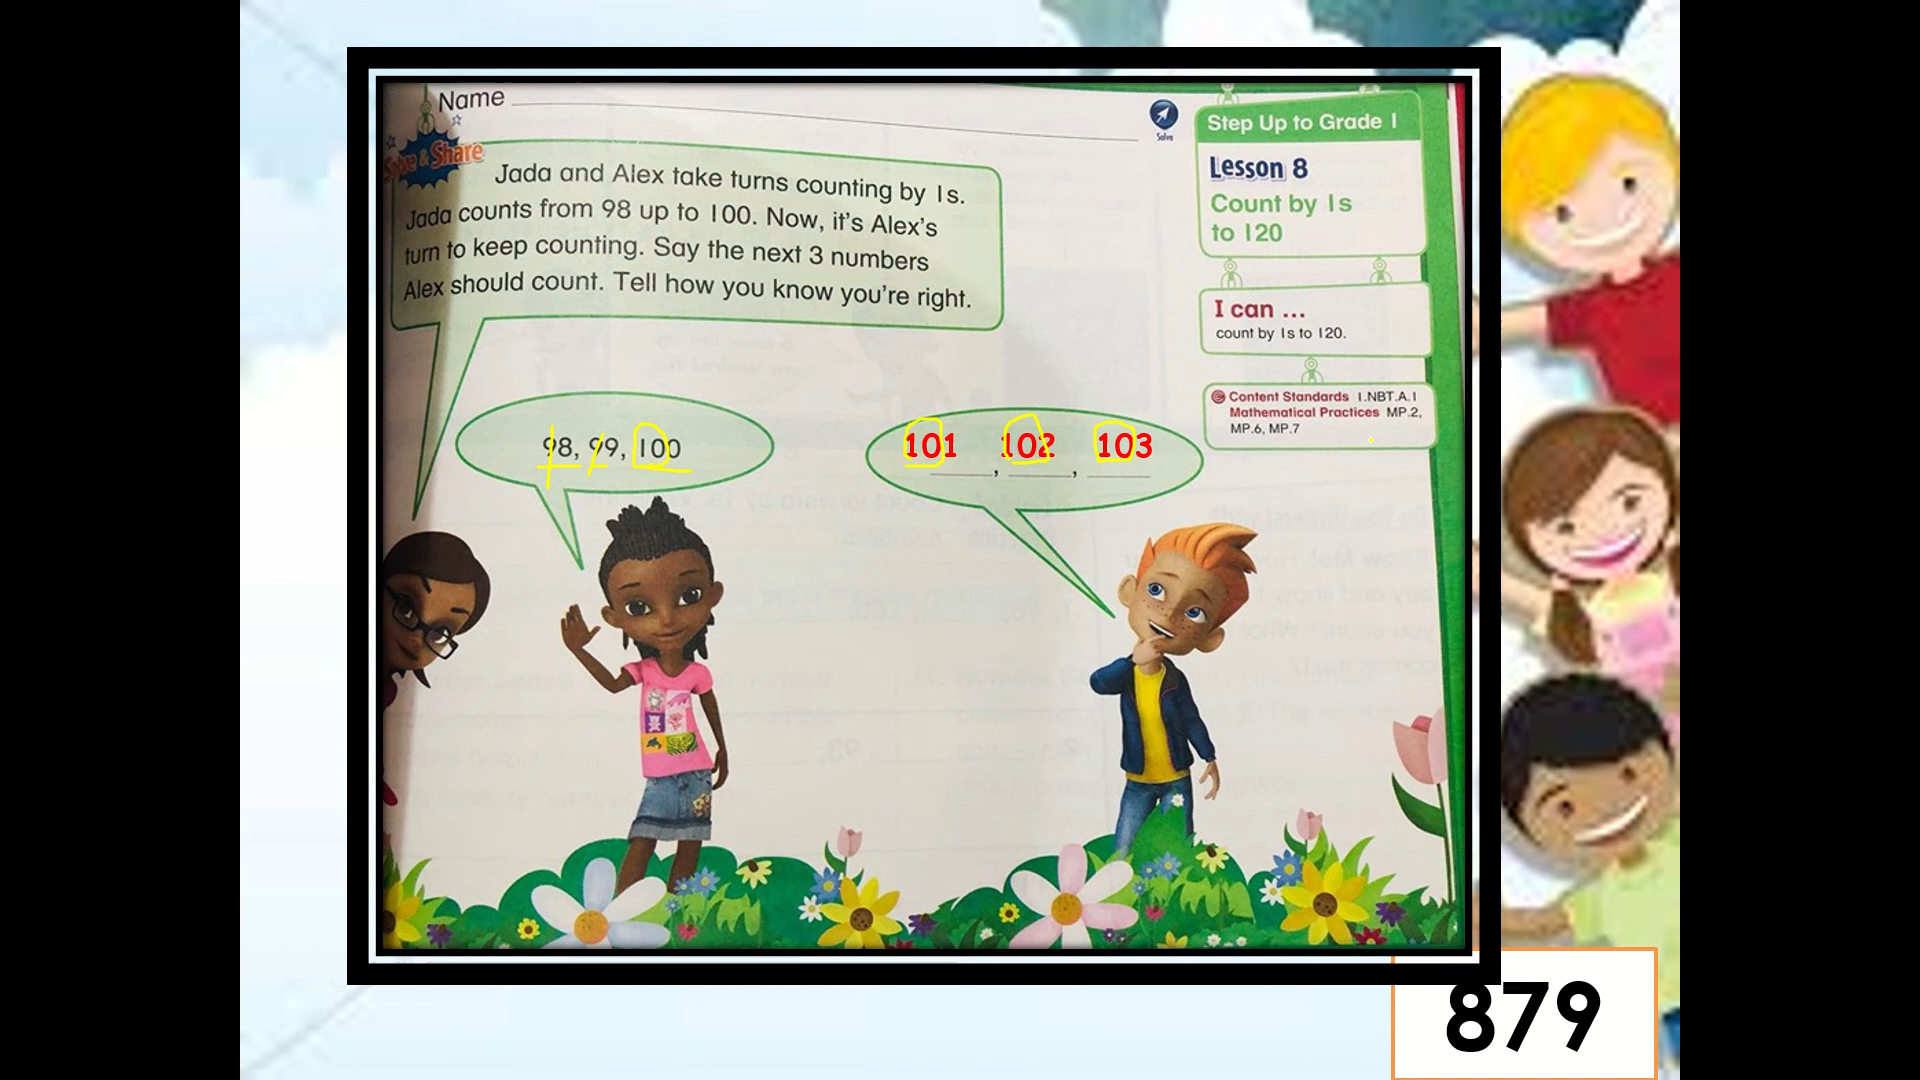 Name
Solve
Solve & Share
Step Up to Grade 1
Lesson 8
Count by 1s
to 120
Jada and Alex take turns counting by 1s.
Jada counts from 98 up to 100. Now, it's Alex's
turn to keep counting. Say the next 3 numbers
Alex should count. Tell how you know you're right.
I can ...
count by 1s to 120.
Content Standards 1.NBT.A.1
Mathematical Practices MP.2,
MP.6, MP.7
98, 99, 100
101, 102, 103
879